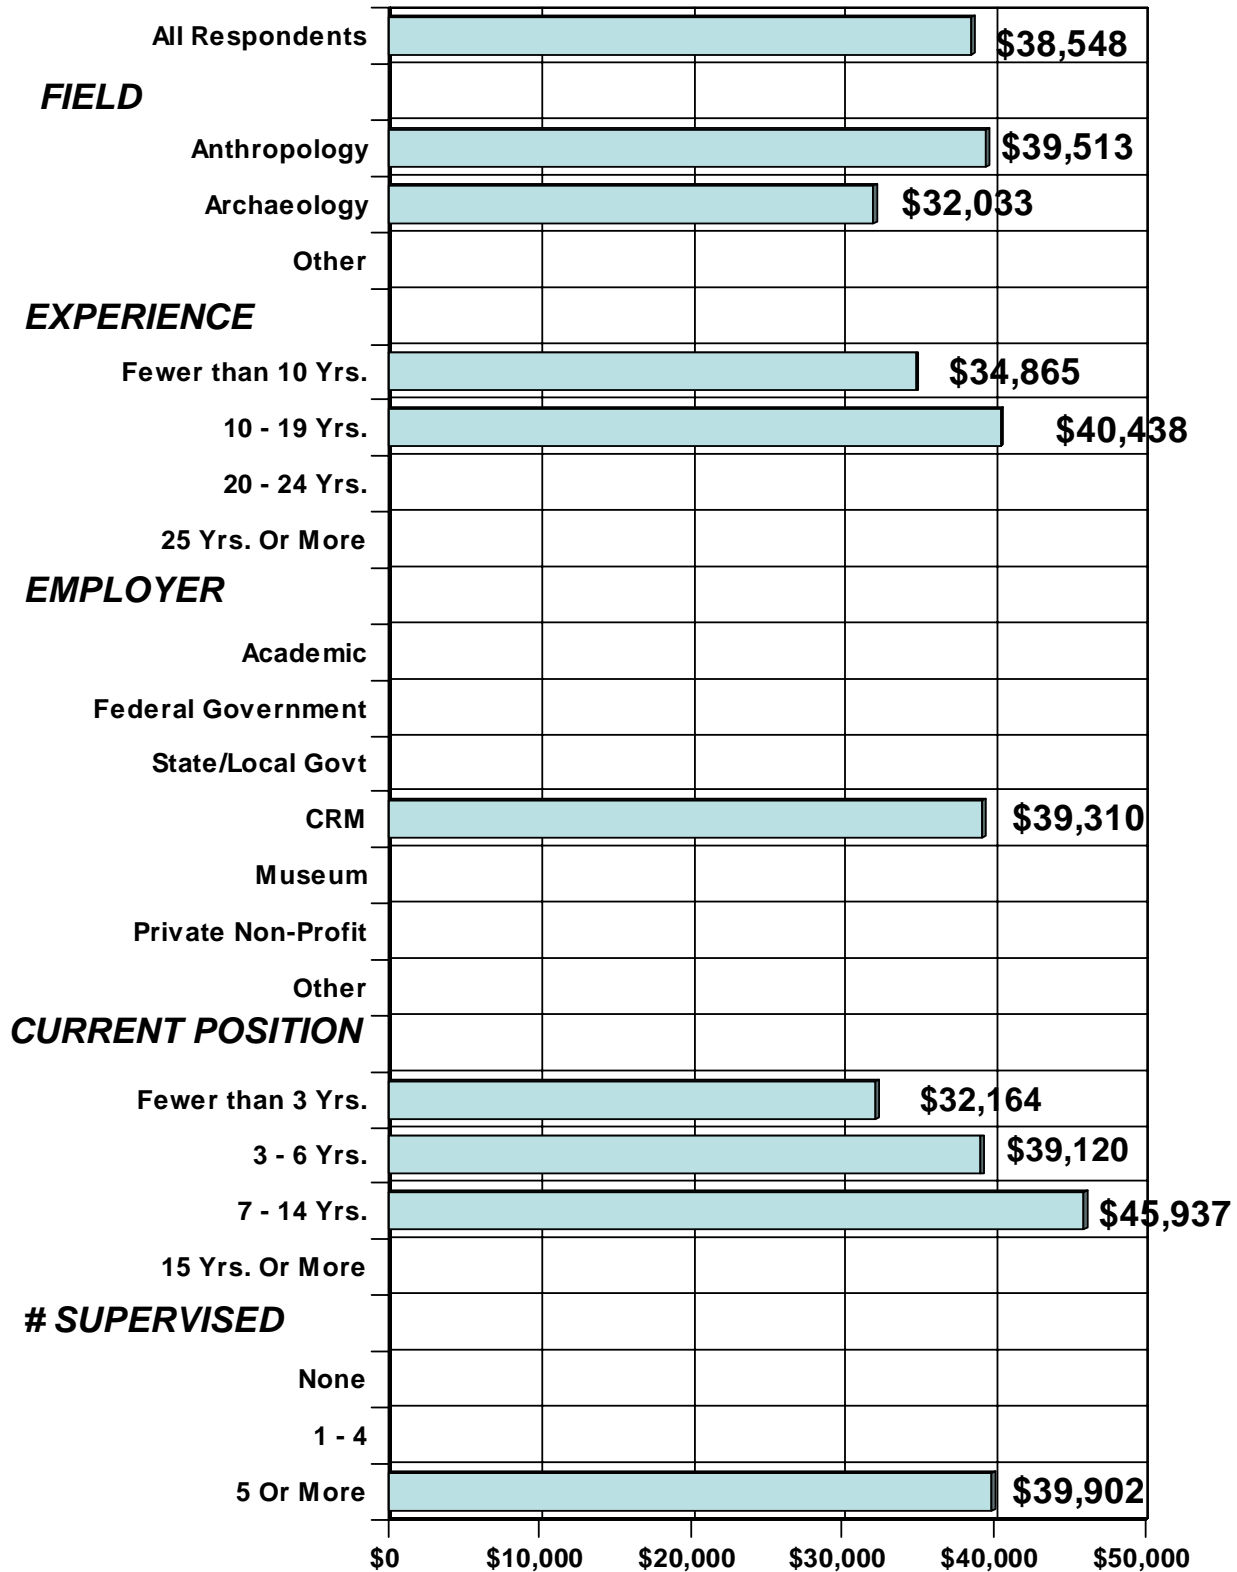 All Respondents $38,548
FIELD
Anthropology $39,513
Archaeology $32,033
Other
EXPERIENCE
Fewer than 10 Yrs. $34,865
10 - 19 Yrs. $40,438
20 - 24 Yrs.
25 Yrs. Or More
EMPLOYER
Academic
Federal Government
State/Local Govt
CRM $39,310
Museum
Private Non-Profit
Other
CURRENT POSITION
Fewer than 3 Yrs. $32,164
3 - 6 Yrs. $39,120
7 - 14 Yrs. $45,937
15 Yrs. Or More
# SUPERVISED
None
1 - 4
5 Or More $39,902
$0 $10,000 $20,000 $30,000 $40,000 $50,000